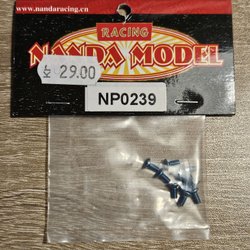 www.nandaracing.cn
RACING
NANDA MODEL
29.00
NP0239